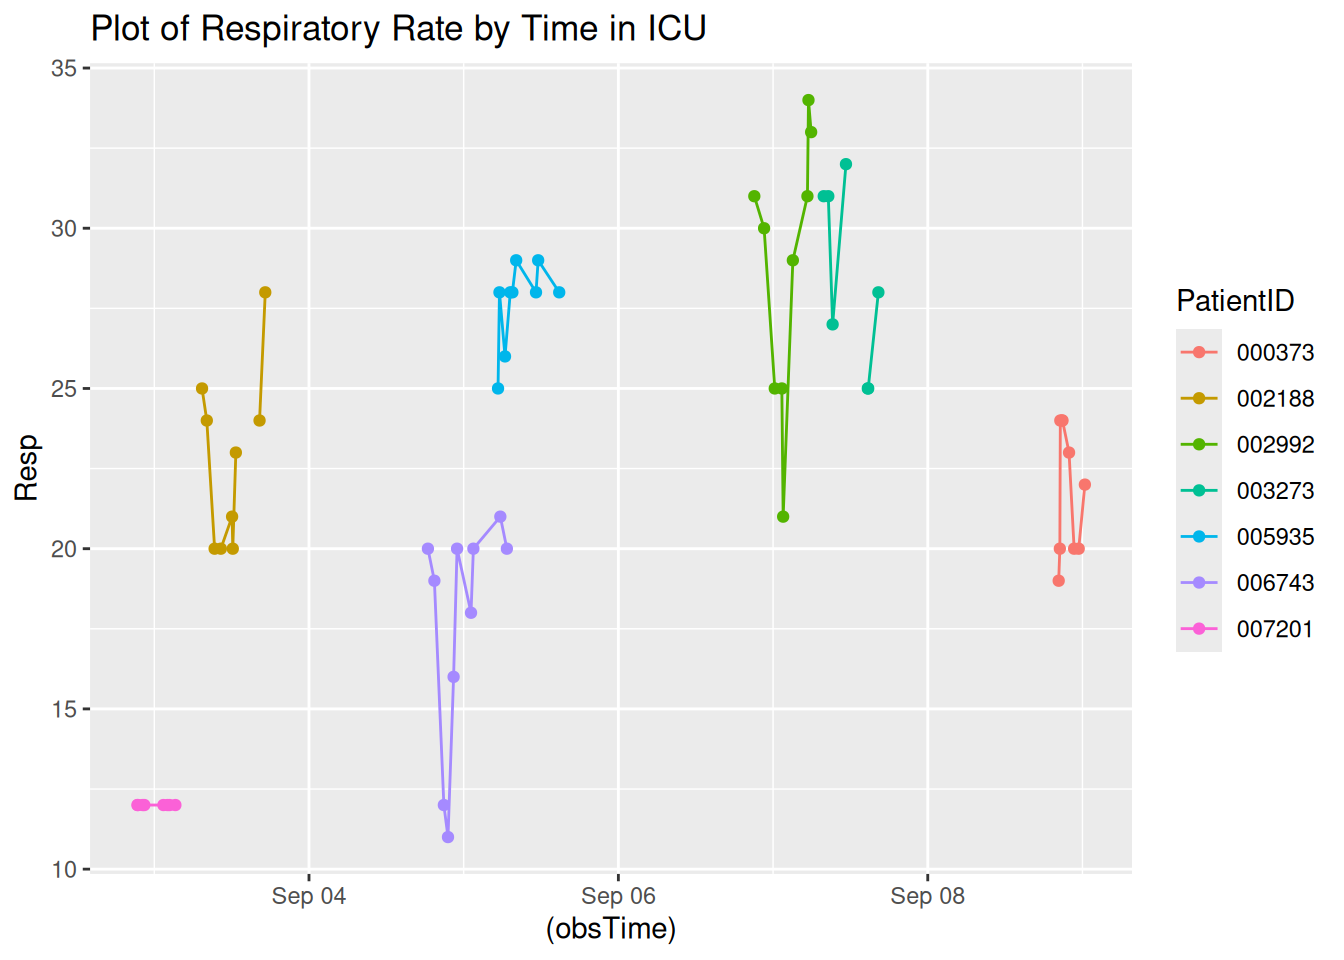 Plot of Respiratory Rate by Time in ICU
35
30
25
20
15
10
Resp
Sep 04
Sep 06
Sep 08
(obsTime)
PatientID
000373
002188
002992
003273
005935
006743
007201